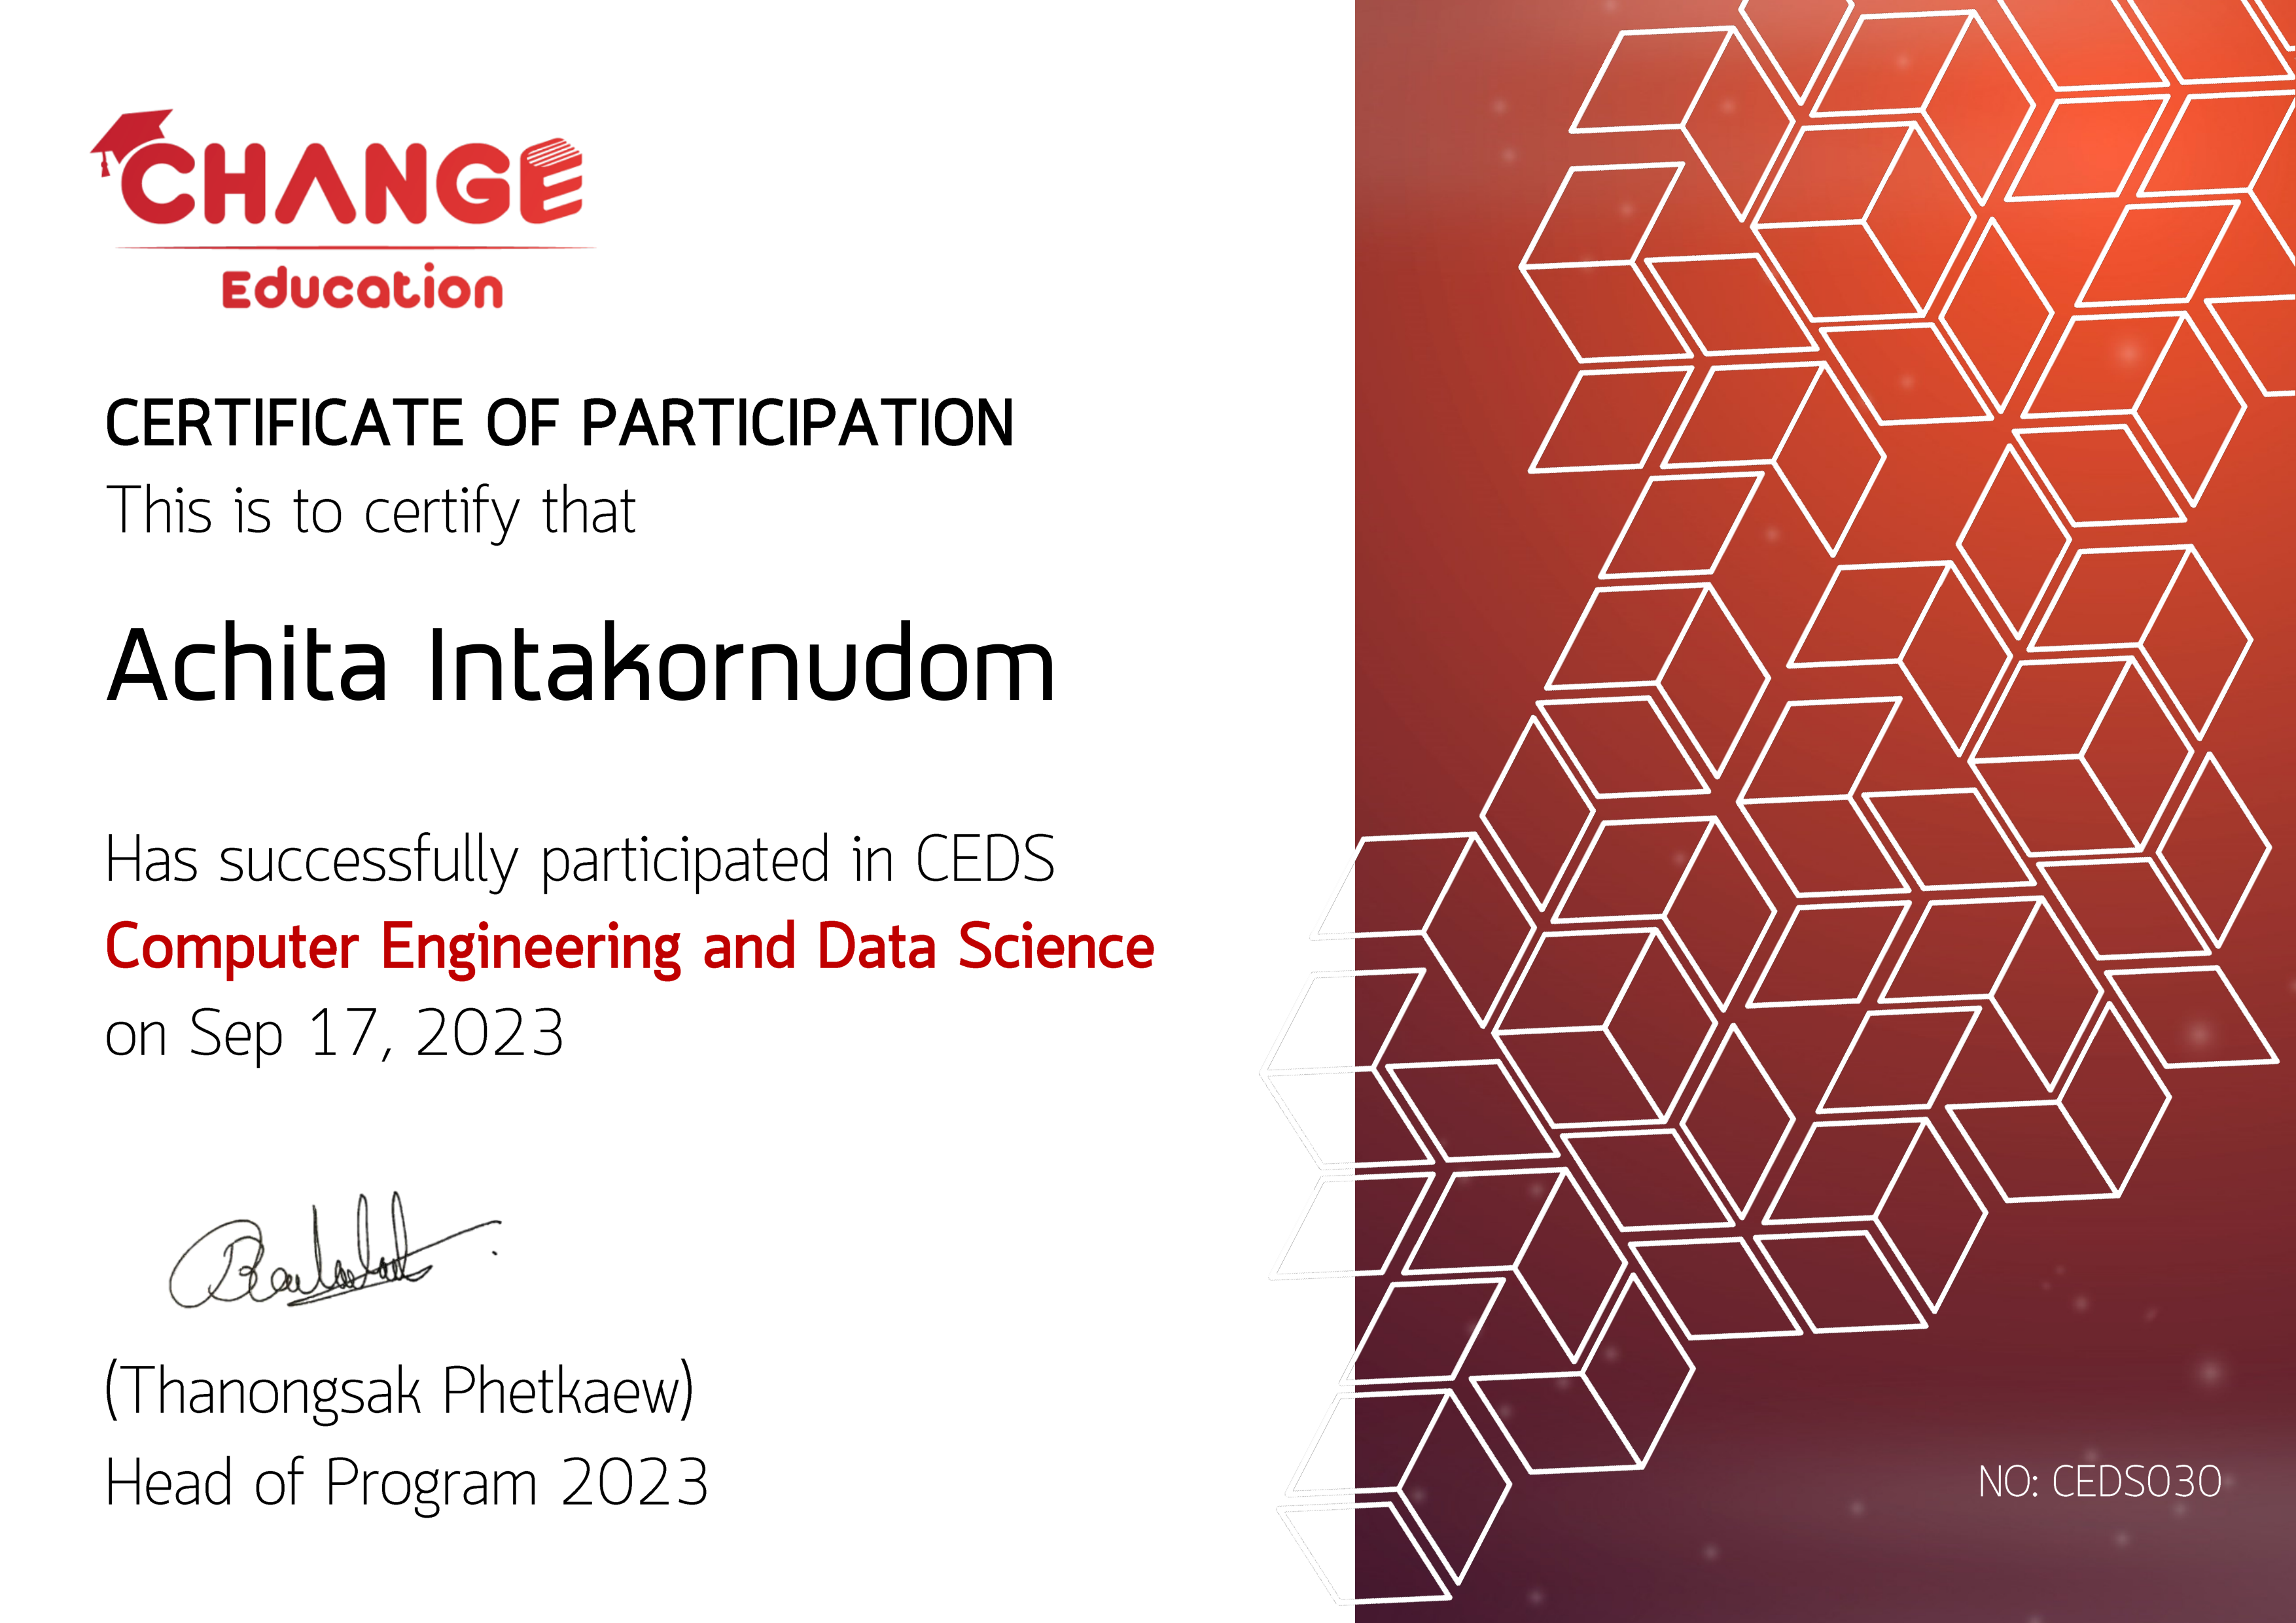 CHANGE
Education
CERTIFICATE OF PARTICIPATION
This is to certify that
Achita Intakornudom
Has successfully participated in CEDS
Computer Engineering and Data Science
on Sep 17, 2023
(Thanongsak Phetkaew)
Head of Program 2023
NO: CEDS030